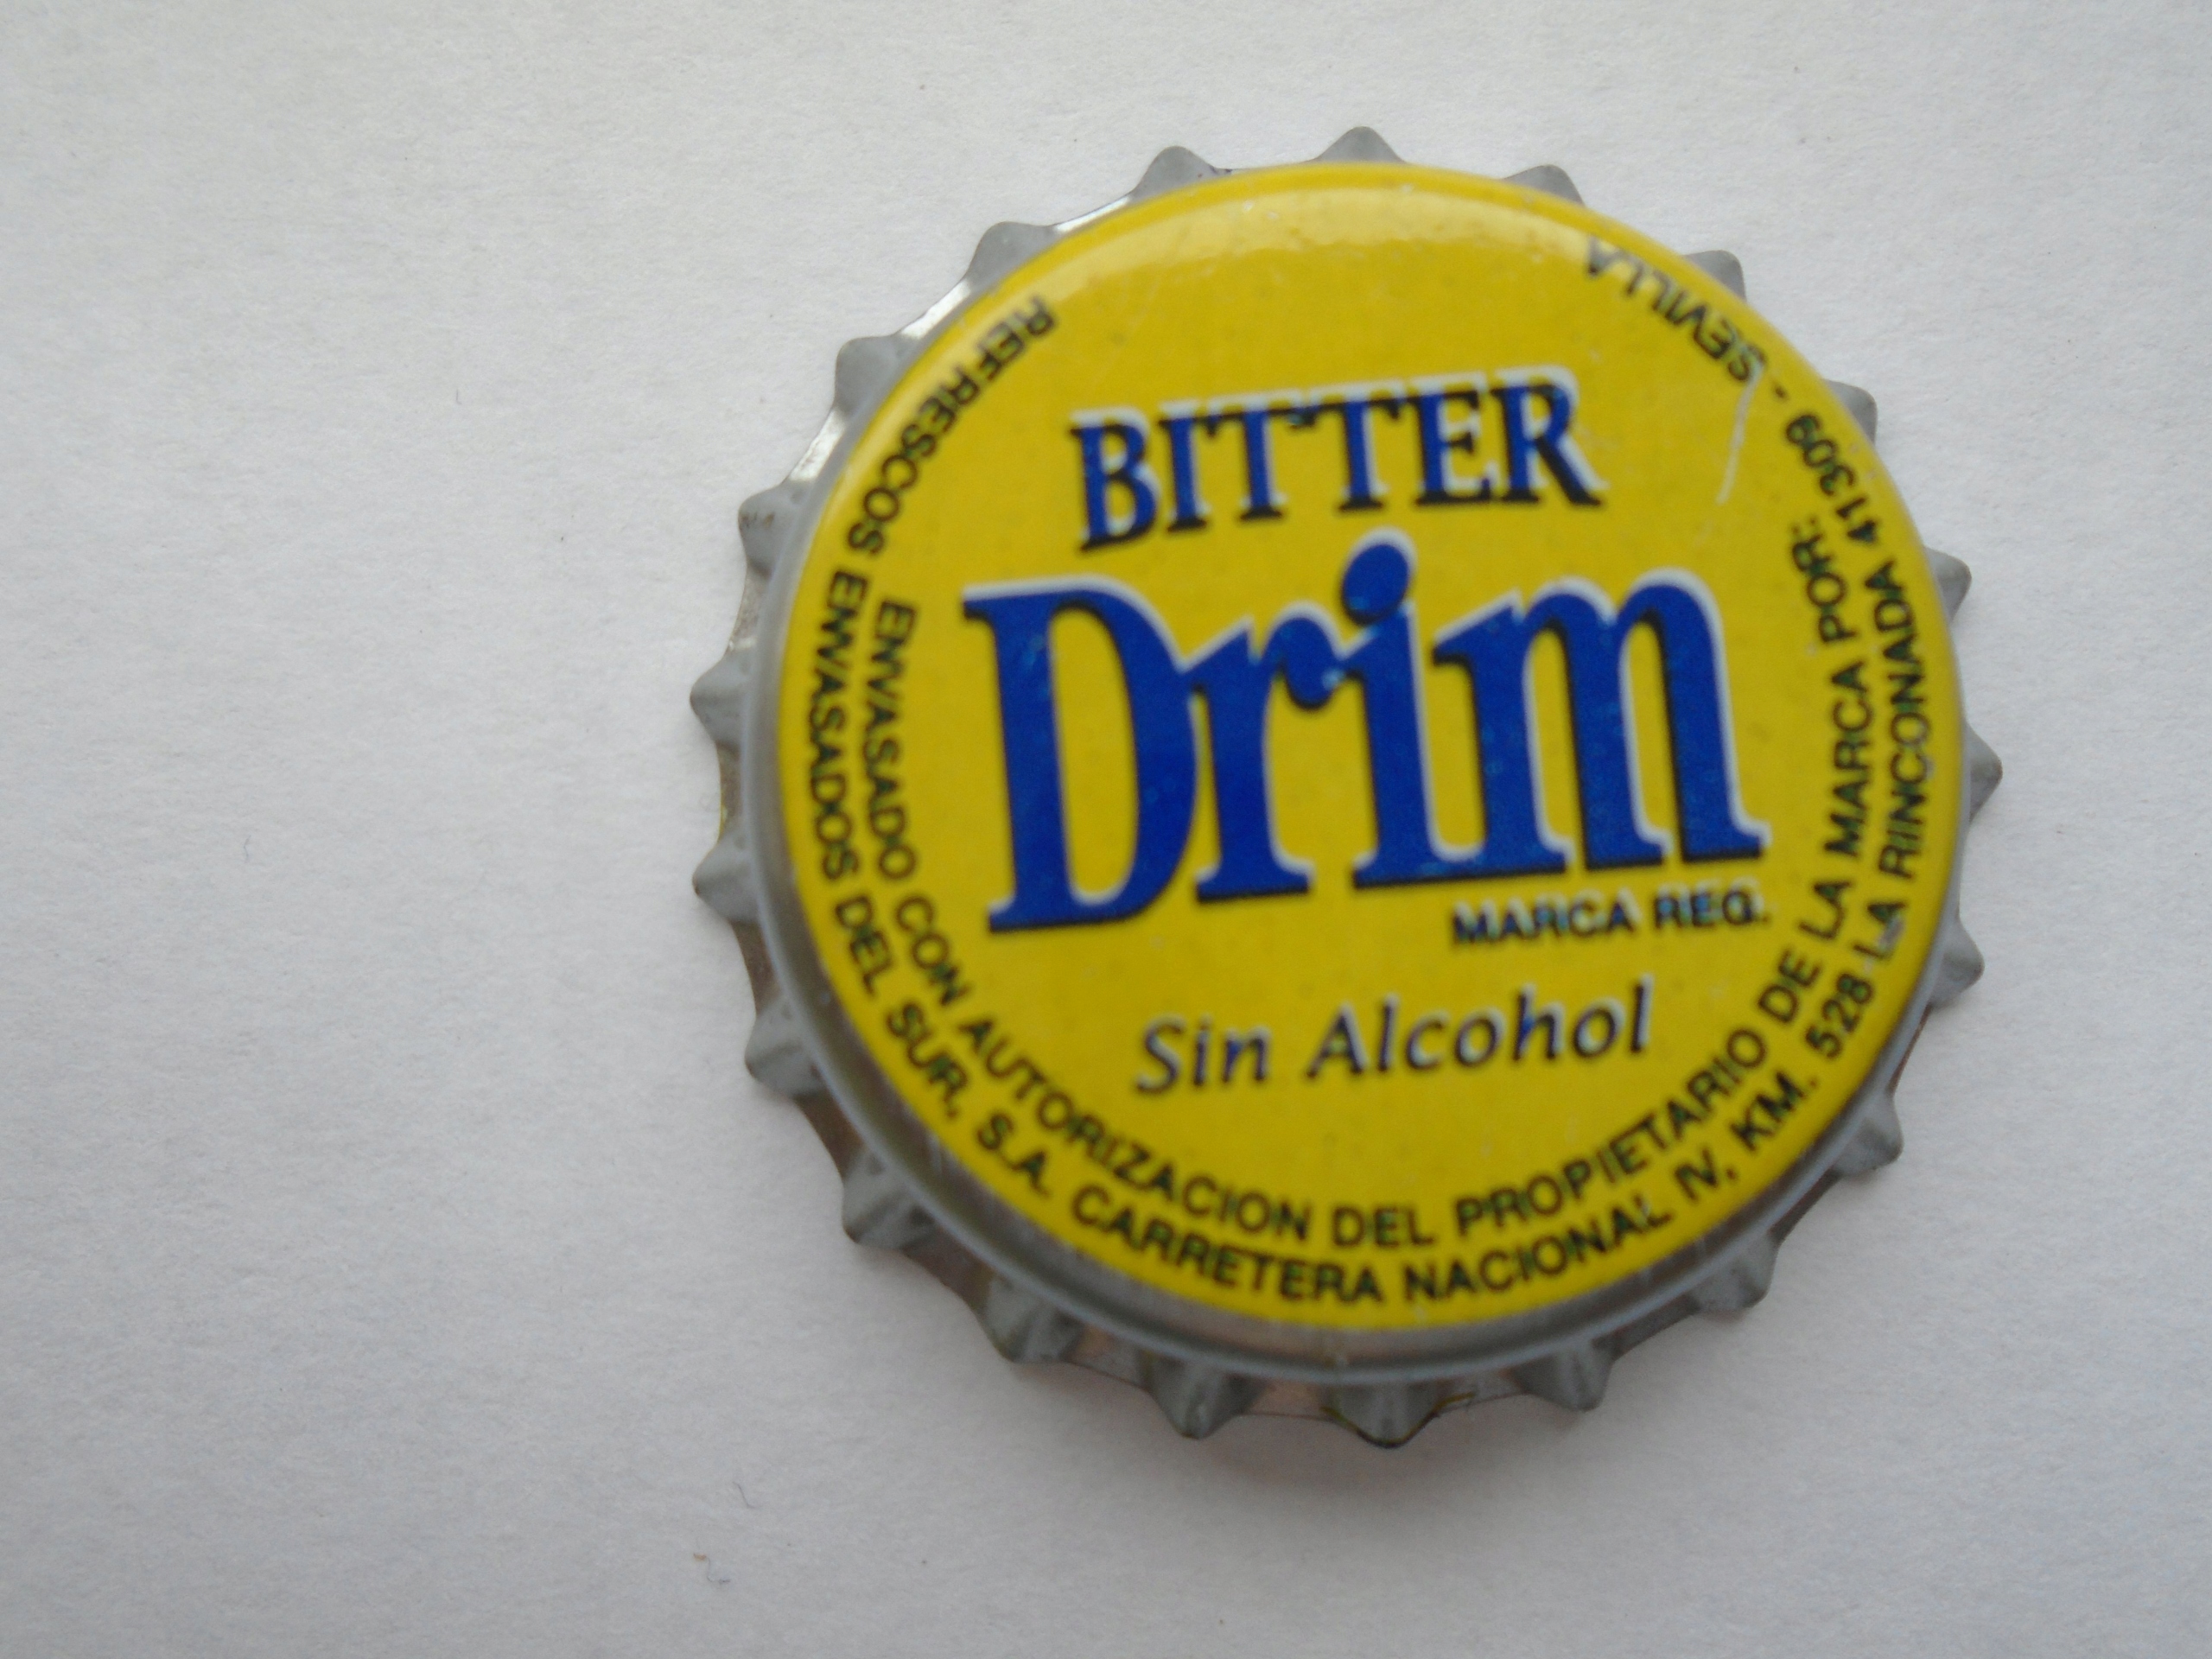 BITTER
Drim
MARCA REG.
Sin Alcohol
ENVASADO CON AUTORIZACION DEL PROPIETARIO DE LA MARCA POR:
REFRESCOS ENVASADOS DEL SUR, S.A. CARRETERA NACIONAL IV, KM. 528 LA RINCONADA 41309 - SEVILLA